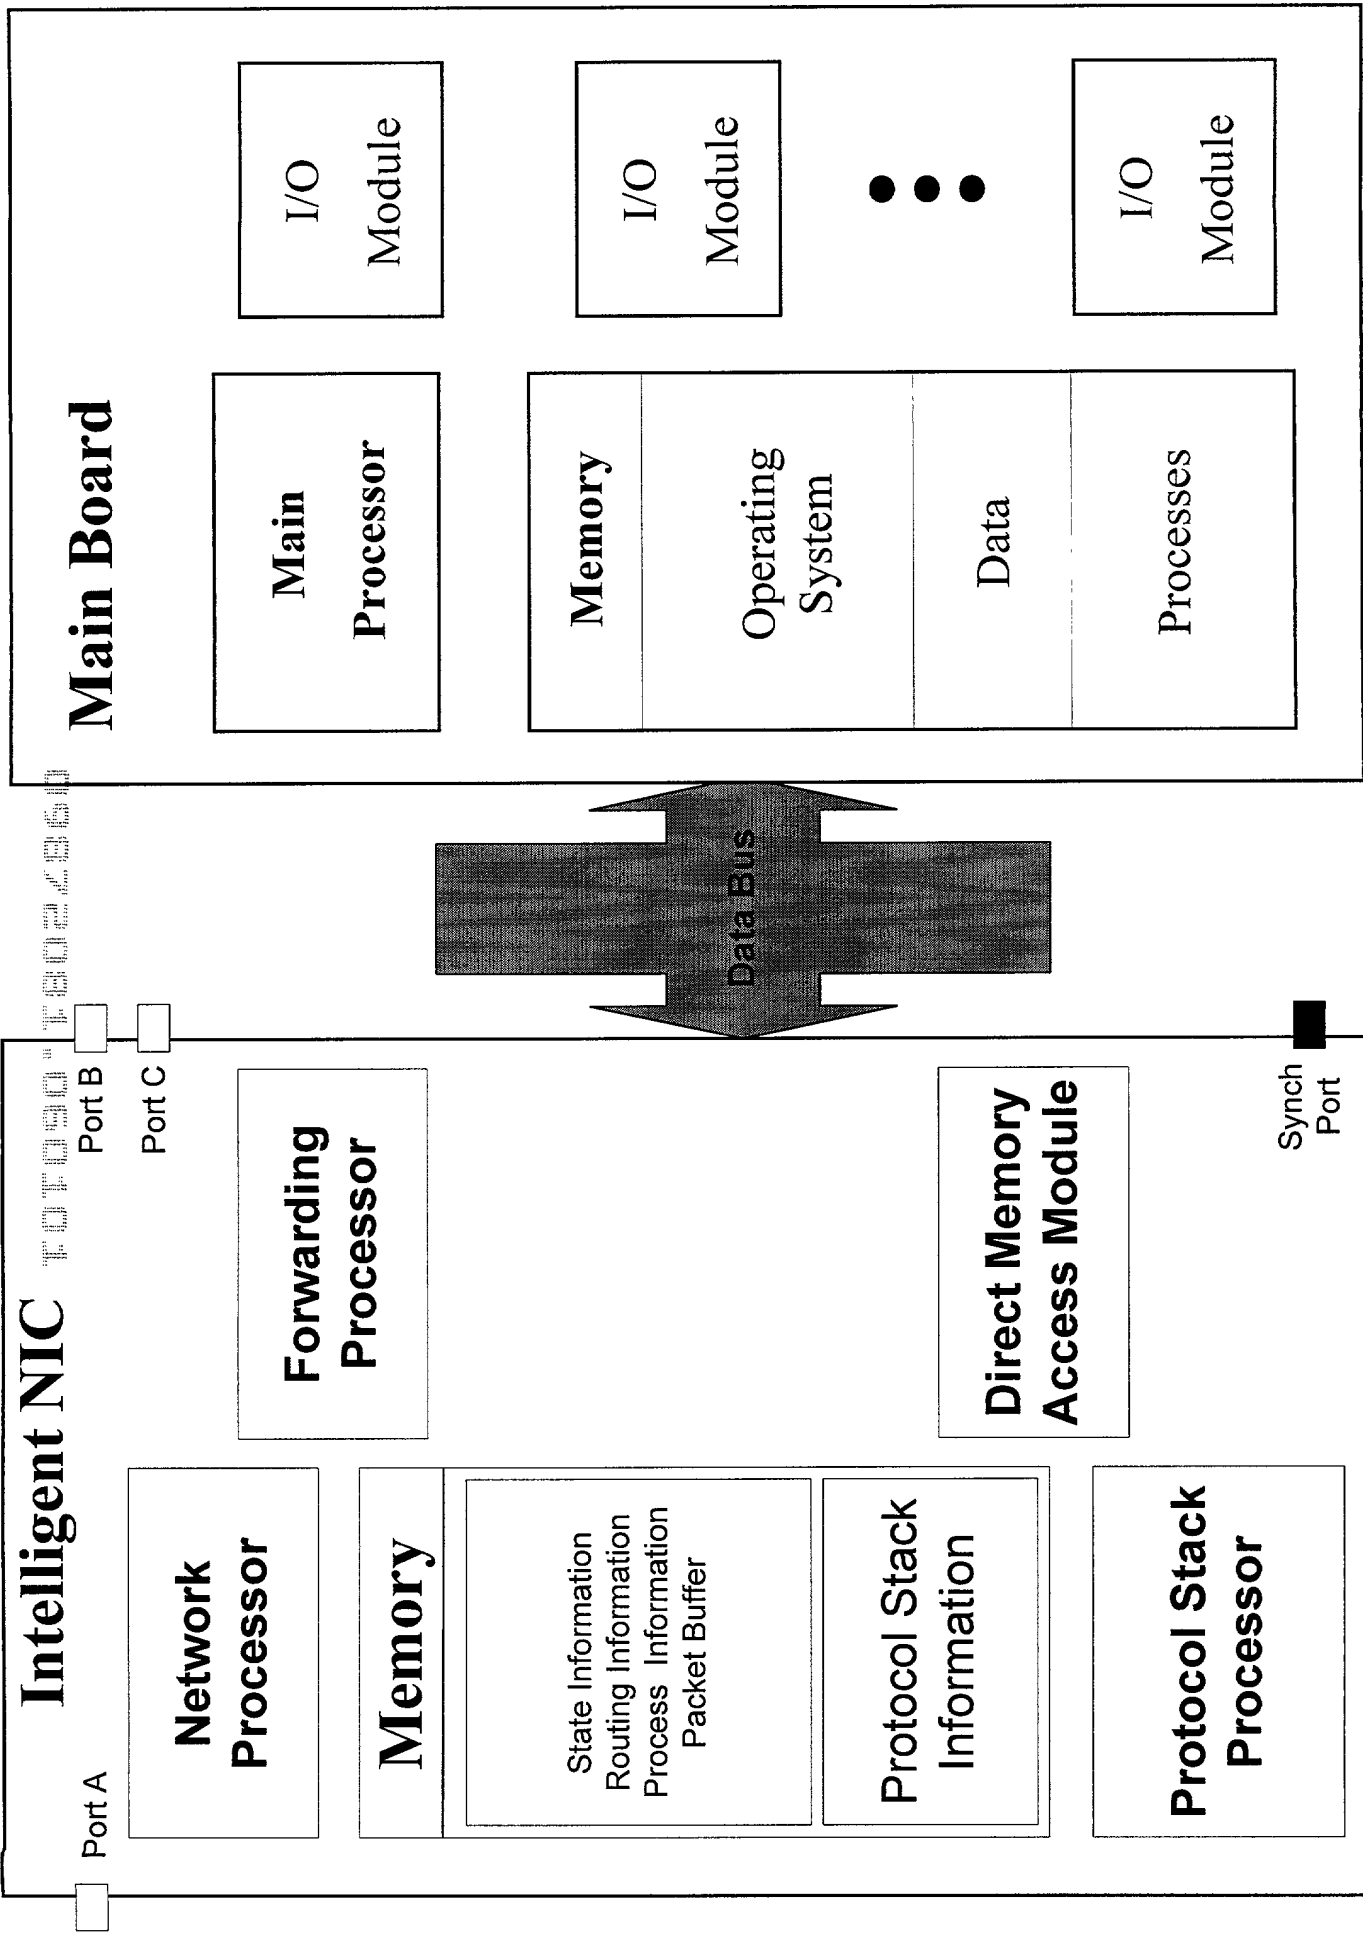 Intelligent NIC
Port A
Network
Processor
Memory
State Information
Routing Information
Process Information
Packet Buffer
Protocol Stack
Information
Protocol Stack
Processor
Forwarding
Processor
Direct Memory
Access Module
Port B
Port C
Synch
Port
Data Bus
Main Board
Main
Processor
Memory
Operating
System
Data
Processes
I/O
Module
I/O
Module
I/O
Module